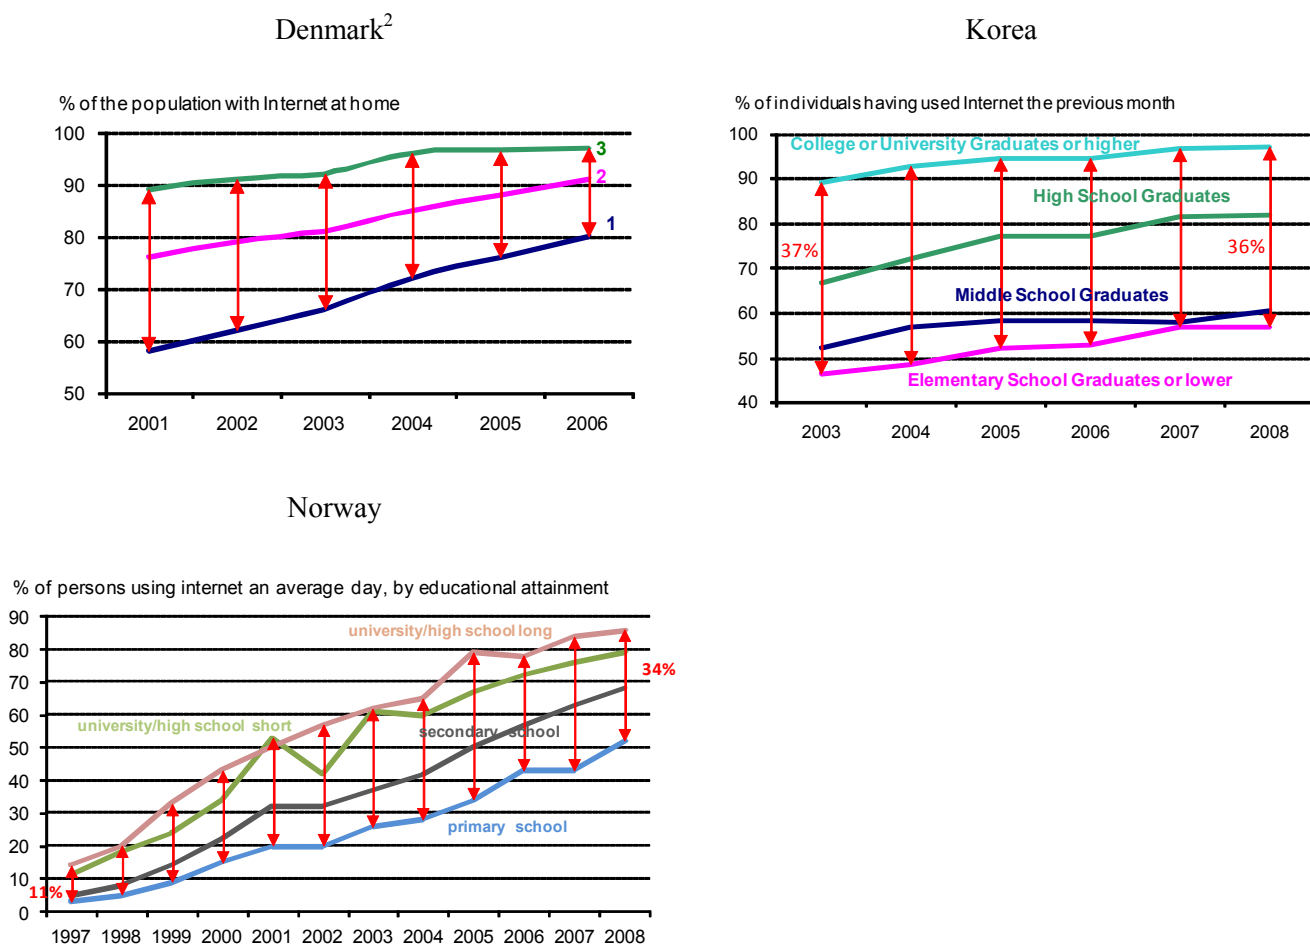 Denmark2
Korea
% of the population with Internet at home
100
90
80
70
60
50
3
2
1
2001 2002 2003 2004 2005 2006
% of individuals having used Internet the previous month
100
90
80
70
60
50
40
College or University Graduates or higher
High School Graduates
37%
36%
Middle School Graduates
Elementary School Graduates or lower
2003 2004 2005 2006 2007 2008
Norway
% of persons using internet an average day, by educational attainment
90
80
70
60
50
40
30
20
10
0
university/high school long
34%
university/high school short
secondary school
primary school
11%
1997 1998 1999 2000 2001 2002 2003 2004 2005 2006 2007 2008